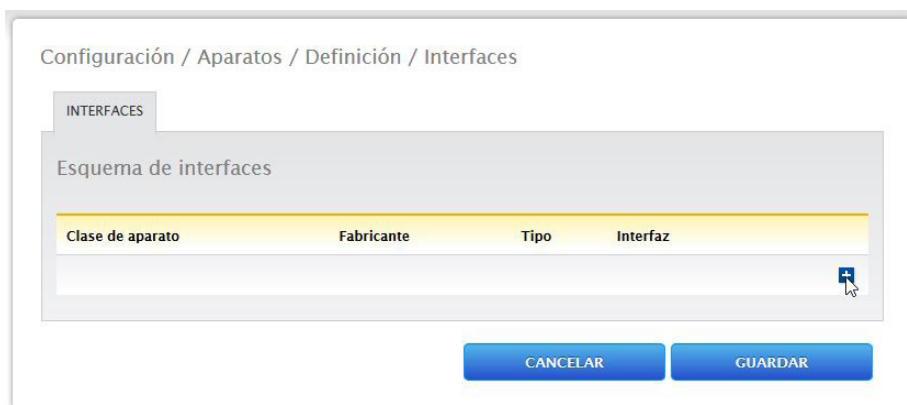 Configuración / Aparatos / Definición / Interfaces
INTERFACES
Esquema de interfaces
Clase de aparato Fabricante Tipo Interfaz
CANCELAR GUARDAR